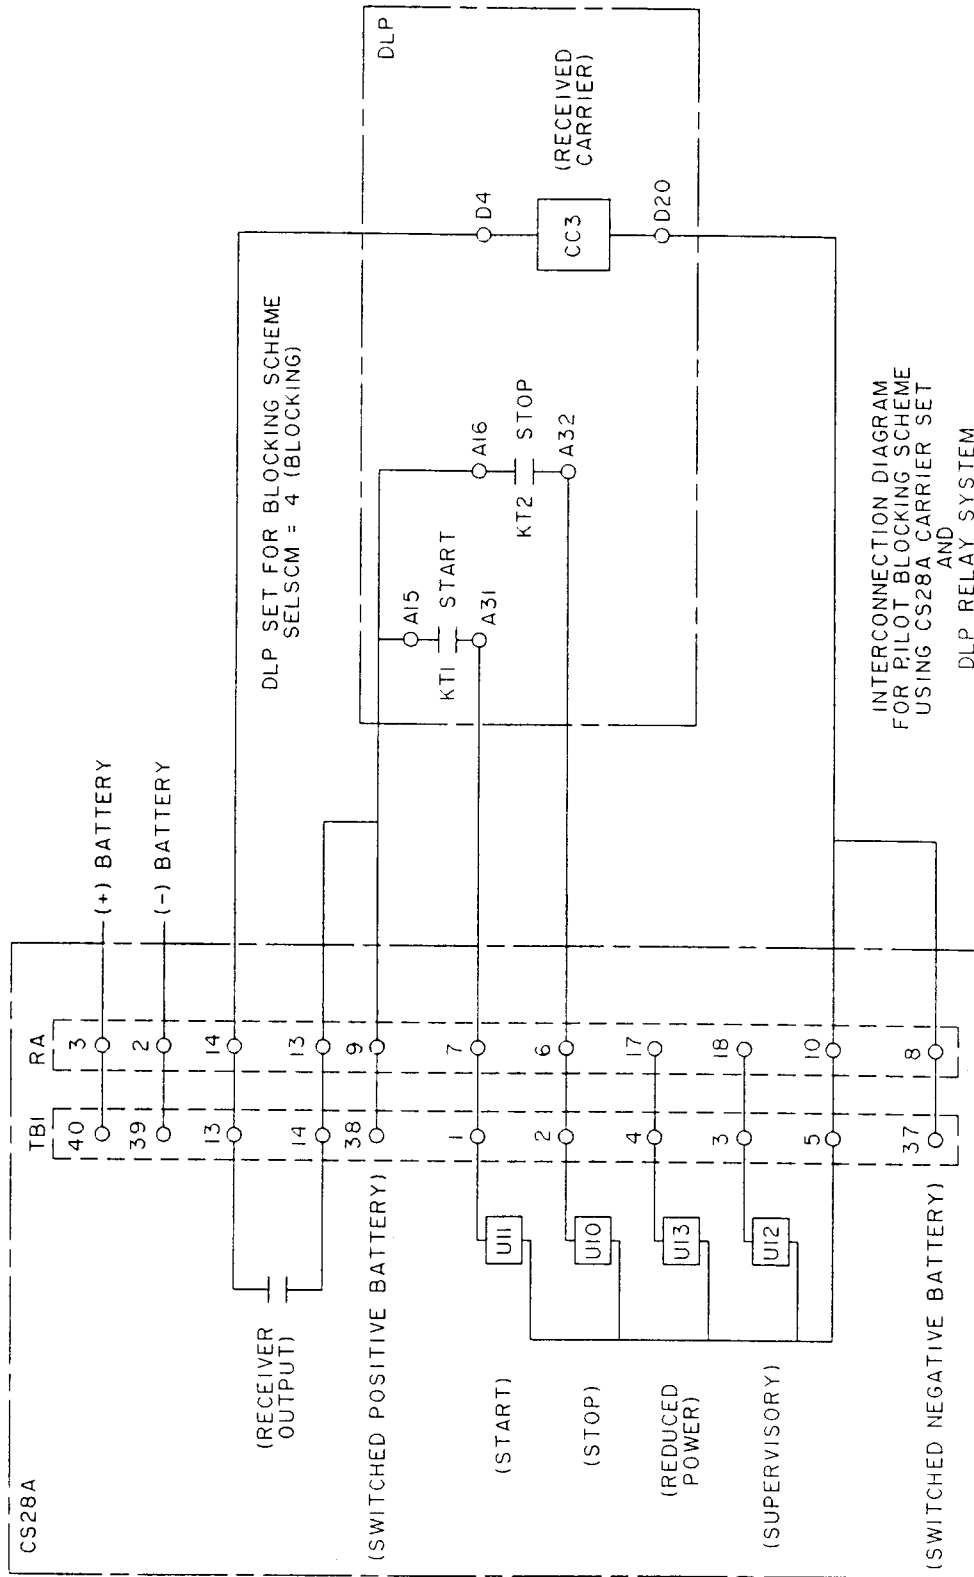 CS28A
TB1
RA
40
3
(+) BATTERY
39
2
(-) BATTERY
13
14
(RECEIVER
OUTPUT)
14
13
DLP SET FOR BLOCKING SCHEME
SELSCM = 4 (BLOCKING)
(SWITCHED POSITIVE BATTERY)
38
9
(START)
U11
1
7
(STOP)
U10
2
6
(REDUCED
POWER)
U13
4
17
(SUPERVISORY)
U12
3
18
5
10
(SWITCHED NEGATIVE BATTERY)
37
8
DLP
A15
KT1
START
A31
A16
KT2
STOP
A32
D4
CC3
(RECEIVED
CARRIER)
D20
INTERCONNECTION DIAGRAM
FOR PILOT BLOCKING SCHEME
USING CS28A CARRIER SET
AND
DLP RELAY SYSTEM